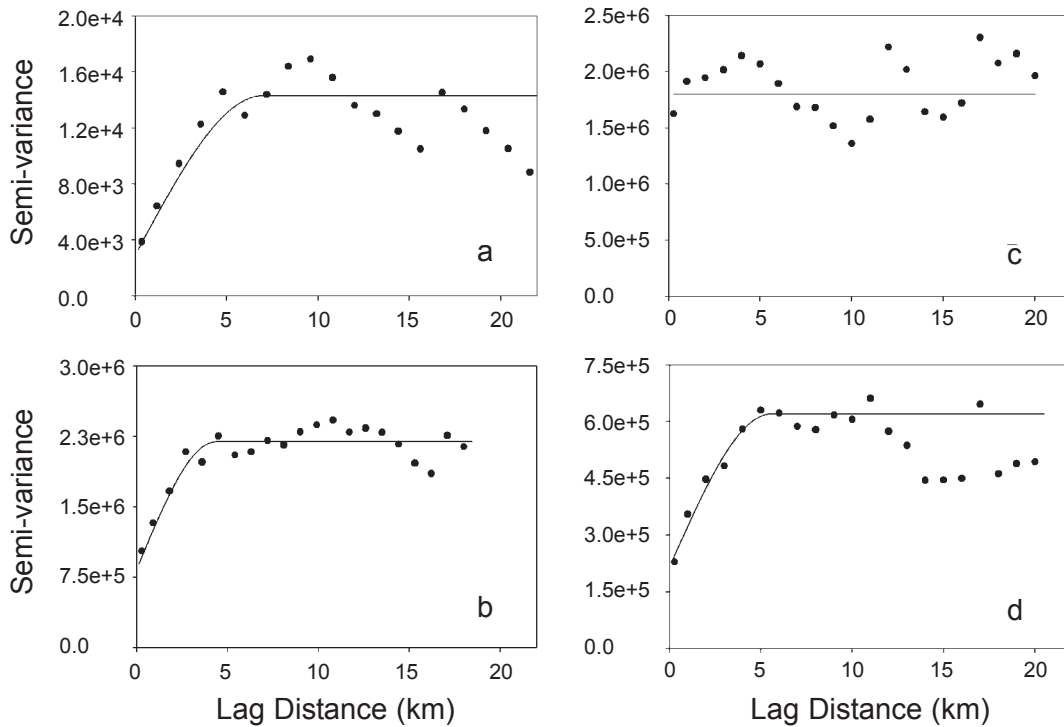 Semi-variance
2.0e+4
1.6e+4
1.2e+4
8.0e+3
4.0e+3
0.0
a
0 5 10 15 20
2.5e+6
2.0e+6
1.6e+6
1.0e+6
5.0e+5
0.0
c
0 5 10 15 20
Semi-variance
3.0e+6
2.3e+6
1.5e+6
7.5e+5
0.0
b
0 5 10 15 20
Lag Distance (km)
7.5e+5
6.0e+5
4.5e+5
3.0e+5
1.5e+5
0.0
d
0 5 10 15 20
Lag Distance (km)